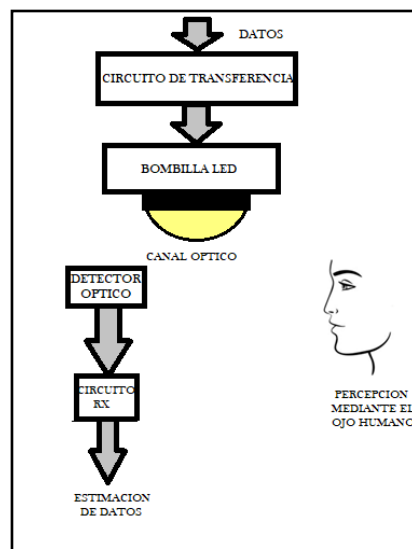 DATOS
CIRCUITO DE TRANSFERENCIA
BOMBILLA LED
CANAL OPTICO
DETECTOR
OPTICO
CIRCUITO
RX
ESTIMACION
DE DATOS
PERCEPCION
MEDIANTE EL
OJO HUMANO